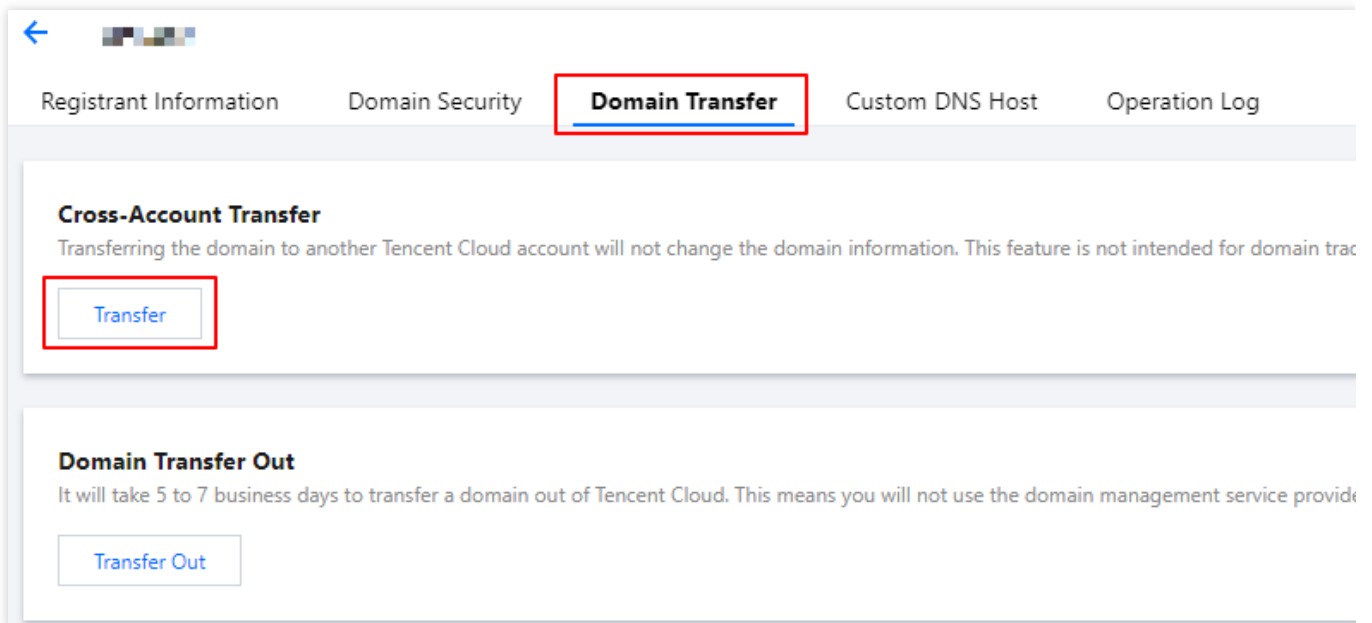 Registrant Information Domain Security Domain Transfer Custom DNS Host Operation Log
Cross-Account Transfer
Transferring the domain to another Tencent Cloud account will not change the domain information. This feature is not intended for domain
Transfer
Domain Transfer Out
It will take 5 to 7 business days to transfer a domain out of Tencent Cloud. This means you will not use the domain management service
Transfer Out